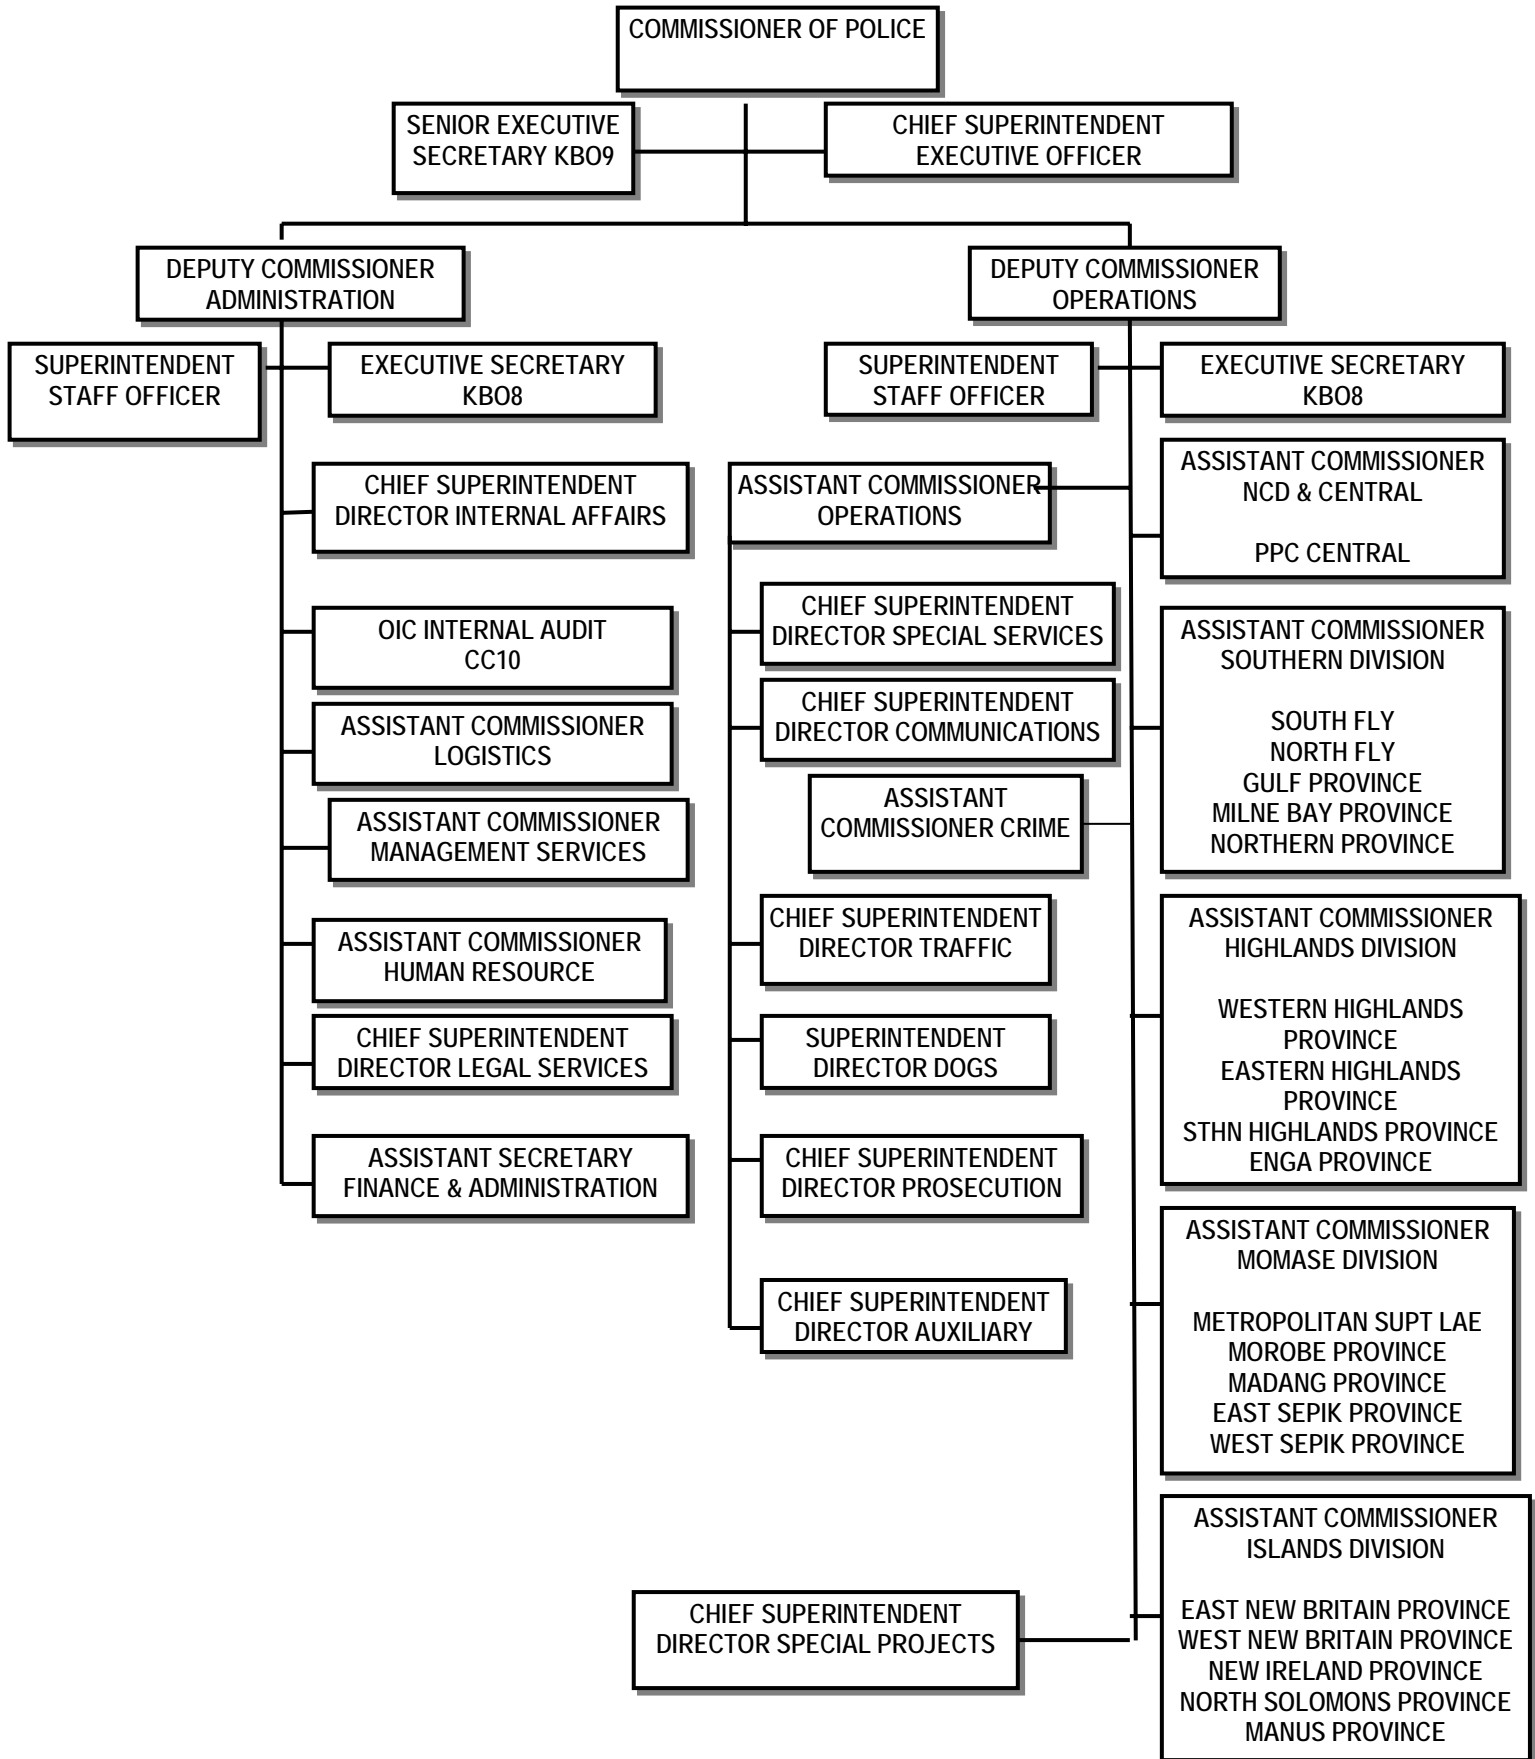 COMMISSIONER OF POLICE
SENIOR EXECUTIVE
SECRETARY KBO9
CHIEF SUPERINTENDENT
EXECUTIVE OFFICER
DEPUTY COMMISSIONER
ADMINISTRATION
DEPUTY COMMISSIONER
OPERATIONS
SUPERINTENDENT
STAFF OFFICER
EXECUTIVE SECRETARY
KBO8
SUPERINTENDENT
STAFF OFFICER
EXECUTIVE SECRETARY
KBO8
CHIEF SUPERINTENDENT
DIRECTOR INTERNAL AFFAIRS
OIC INTERNAL AUDIT
CC10
ASSISTANT COMMISSIONER
LOGISTICS
ASSISTANT COMMISSIONER
MANAGEMENT SERVICES
ASSISTANT COMMISSIONER
HUMAN RESOURCE
CHIEF SUPERINTENDENT
DIRECTOR LEGAL SERVICES
ASSISTANT SECRETARY
FINANCE & ADMINISTRATION
ASSISTANT COMMISSIONER
OPERATIONS
CHIEF SUPERINTENDENT
DIRECTOR SPECIAL SERVICES
CHIEF SUPERINTENDENT
DIRECTOR COMMUNICATIONS
ASSISTANT
COMMISSIONER CRIME
CHIEF SUPERINTENDENT
DIRECTOR TRAFFIC
SUPERINTENDENT
DIRECTOR DOGS
CHIEF SUPERINTENDENT
DIRECTOR PROSECUTION
CHIEF SUPERINTENDENT
DIRECTOR AUXILIARY
CHIEF SUPERINTENDENT
DIRECTOR SPECIAL PROJECTS
ASSISTANT COMMISSIONER
NCD & CENTRAL
PPC CENTRAL
ASSISTANT COMMISSIONER
SOUTHERN DIVISION
SOUTH FLY
NORTH FLY
GULF PROVINCE
MILNE BAY PROVINCE
NORTHERN PROVINCE
ASSISTANT COMMISSIONER
HIGHLANDS DIVISION
WESTERN HIGHLANDS
PROVINCE
EASTERN HIGHLANDS
PROVINCE
STHN HIGHLANDS PROVINCE
ENGA PROVINCE
ASSISTANT COMMISSIONER
MOMASE DIVISION
METROPOLITAN SUPT LAE
MOROBE PROVINCE
MADANG PROVINCE
EAST SEPIK PROVINCE
WEST SEPIK PROVINCE
ASSISTANT COMMISSIONER
ISLANDS DIVISION
EAST NEW BRITAIN PROVINCE
WEST NEW BRITAIN PROVINCE
NEW IRELAND PROVINCE
NORTH SOLOMONS PROVINCE
MANUS PROVINCE